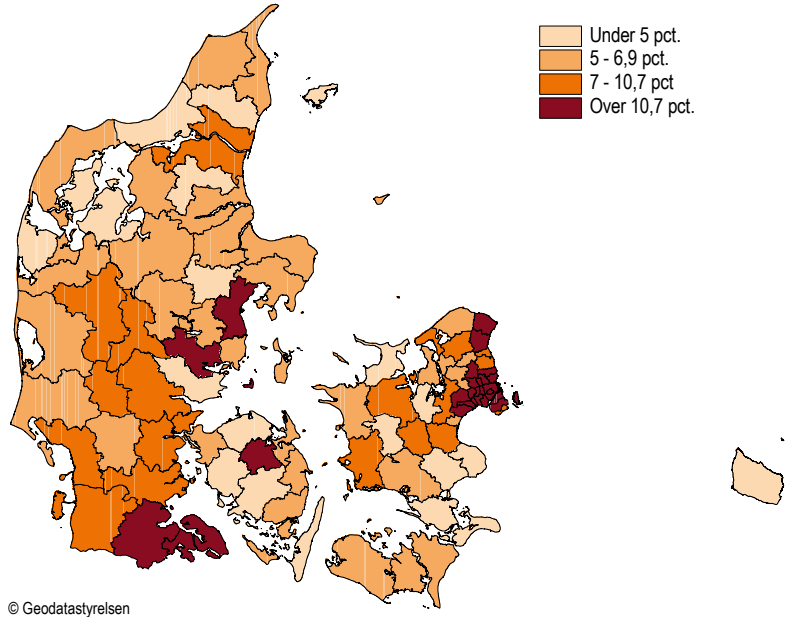 Under 5 pct.
5 - 6,9 pct.
7 - 10,7 pct
Over 10,7 pct.
© Geodatastyrelsen